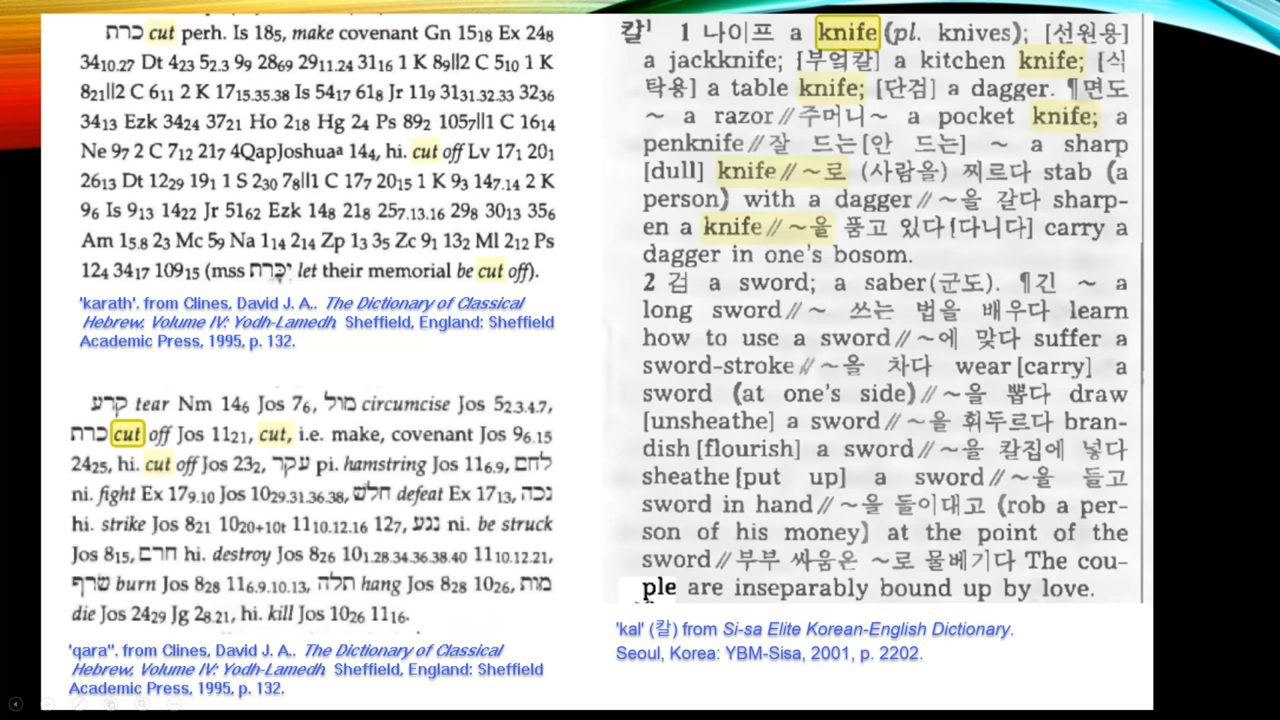 כרת cut perh. Is 185, make covenant Gn 1518 Ex 248
3410.27 Dt 423 52.3 99 2869 2911.24 3116 1 K 89||2 C 510 1 K
821||2 C 611 2 K 1715.35.38 Is 5417 618 Jr 119 3131.32.33 3236
3413 Ezk 3424 3721 Ho 218 Hg 24 Ps 892 1057||1 C 1614
Ne 97 2 C 712 217 4QapJoshuaa 144, hi. cut off Lv 171 201
2613 Dt 1229 191 1 S 230 78||1 C 177 2015 1 K 93 147.14 2 K
96 Is 913 1422 Jr 5162 Ezk 148 218 257.13.16 298 3013 356
Am 15.8 23 Mc 59 Na 114 214 Zp 13 35 Zc 91 132 Ml 212 Ps
124 3417 10915 (mss יִכָּרֵת let their memorial be cut off).
'karath'. from Clines, David J. A.. The Dictionary of Classical
Hebrew, Volume IV: Yodh-Lamedh. Sheffield, England: Sheffield
Academic Press, 1995, p. 132.
קרע tear Nm 146 Jos 76, מול circumcise Jos 52.3.4.7,
כרת cut off Jos 1121, cut, i.e. make, covenant Jos 96.15
2425, hi. cut off Jos 232, עקר pi. hamstring Jos 116.9, לחם
ni. fight Ex 179.10 Jos 1029.31.36.38, חלשׁ defeat Ex 1713, נכה
hi. strike Jos 821 1020+10t 1110.12.16 127, נגע ni. be struck
Jos 815, חרם hi. destroy Jos 826 101.28.34.36.38.40 1110.12.21,
שׂרף burn Jos 828 116.9.10.13, תלה hang Jos 828 1026, מות
die Jos 2429 Jg 28.21, hi. kill Jos 1026 1116.
'qara''. from Clines, David J. A.. The Dictionary of Classical
Hebrew, Volume IV: Yodh-Lamedh. Sheffield, England: Sheffield
Academic Press, 1995, p. 132.
칼¹ 1 나이프 a knife (pl. knives); [선원용]
a jackknife; [부엌칼] a kitchen knife; [식
탁용] a table knife; [단검] a dagger. ¶면도
~ a razor // 주머니~ a pocket knife; a
penknife // 잘 드는[안 드는] ~ a sharp
[dull] knife // ~로 (사람을) 찌르다 stab (a
person) with a dagger // ~을 갈다 sharp-
en a knife // ~을 품고 있다[다니다] carry a
dagger in one's bosom.
2 검 a sword; a saber(군도). ¶긴 ~ a
long sword // ~ 쓰는 법을 배우다 learn
how to use a sword // ~에 맞다 suffer a
sword-stroke // ~을 차다 wear [carry] a
sword (at one's side) // ~을 뽑다 draw
[unsheathe] a sword // ~을 휘두르다 bran-
dish [flourish] a sword // ~을 칼집에 넣다
sheathe [put up] a sword // ~을 들고
sword in hand // ~을 들이대고 (rob a per-
son of his money) at the point of the
sword // 부부 싸움은 ~로 물베기다 The cou-
ple are inseparably bound up by love.
'kal' (칼) from Si-sa Elite Korean-English Dictionary.
Seoul, Korea: YBM-Sisa, 2001, p. 2202.